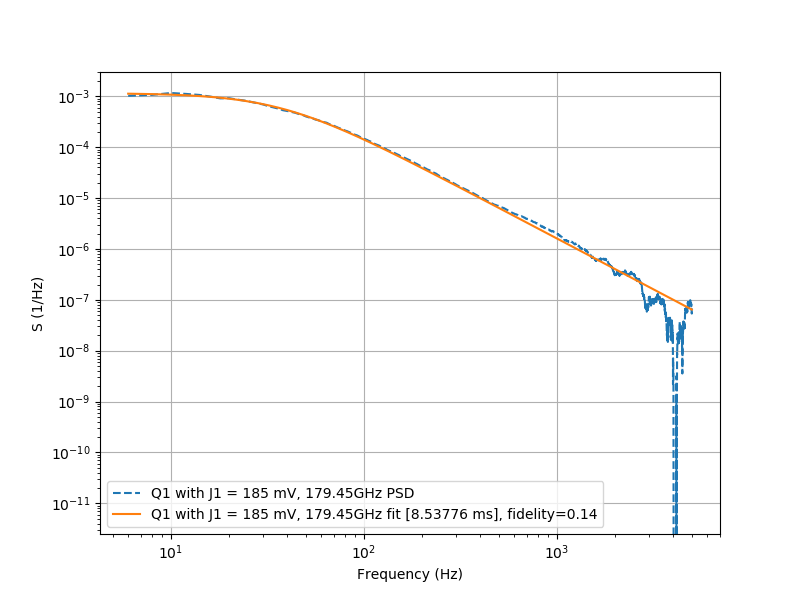 10⁻³
10⁻⁴
10⁻⁵
10⁻⁶
10⁻⁷
10⁻⁸
10⁻⁹
10⁻¹⁰
10⁻¹¹
S (1/Hz)
Q1 with J1 = 185 mV, 179.45GHz PSD
Q1 with J1 = 185 mV, 179.45GHz fit [8.53776 ms], fidelity=0.14
10¹ 10² 10³
Frequency (Hz)